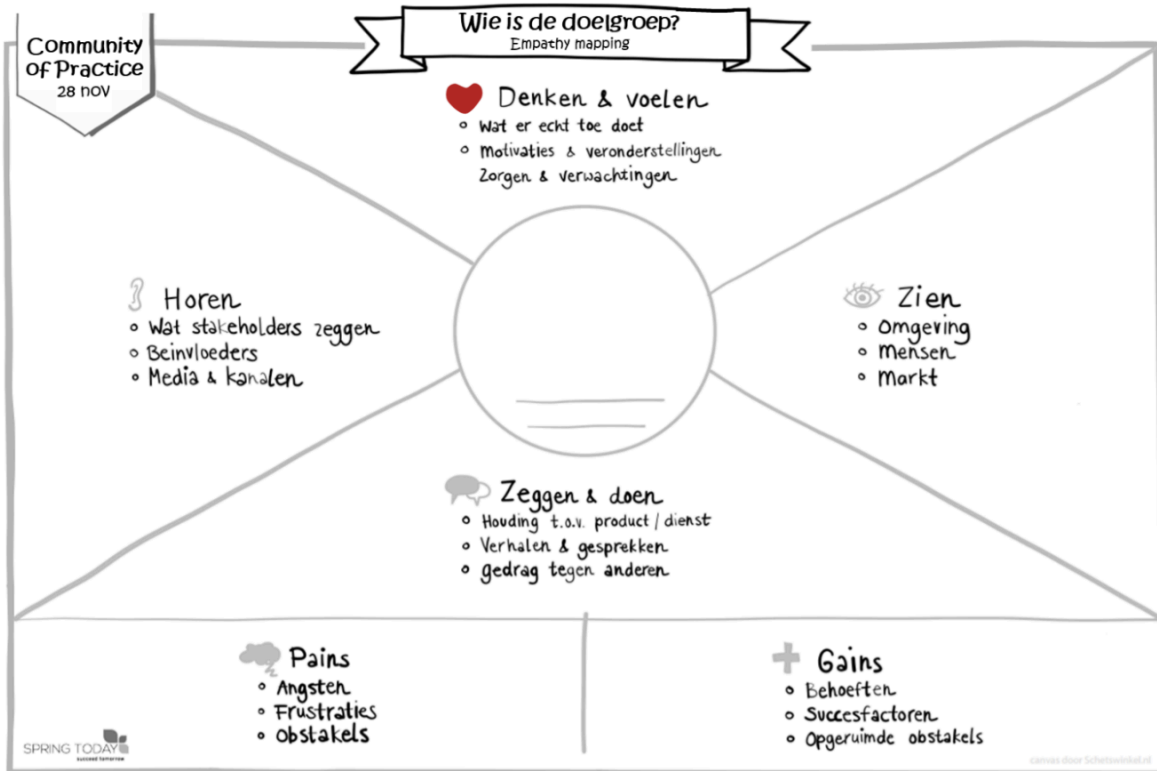 Community
of Practice
28 nov
Wie is de doelgroep?
Empathy mapping
Denken & voelen
Wat er echt toe doet
Motivaties & veronderstellingen
Zorgen & verwachtingen
Horen
Wat stakeholders zeggen
Beinvloeders
Media & kanalen
Zien
Omgeving
Mensen
Markt
Zeggen & doen
Houding t.o.v. product / dienst
Verhalen & gesprekken
gedrag tegen anderen
Pains
Angsten
Frustraties
Obstakels
Gains
Behoeften
Succesfactoren
Opgeruimde obstakels
SPRING TODAY
succeed tomorrow
canvas door Schetswinkel.nl